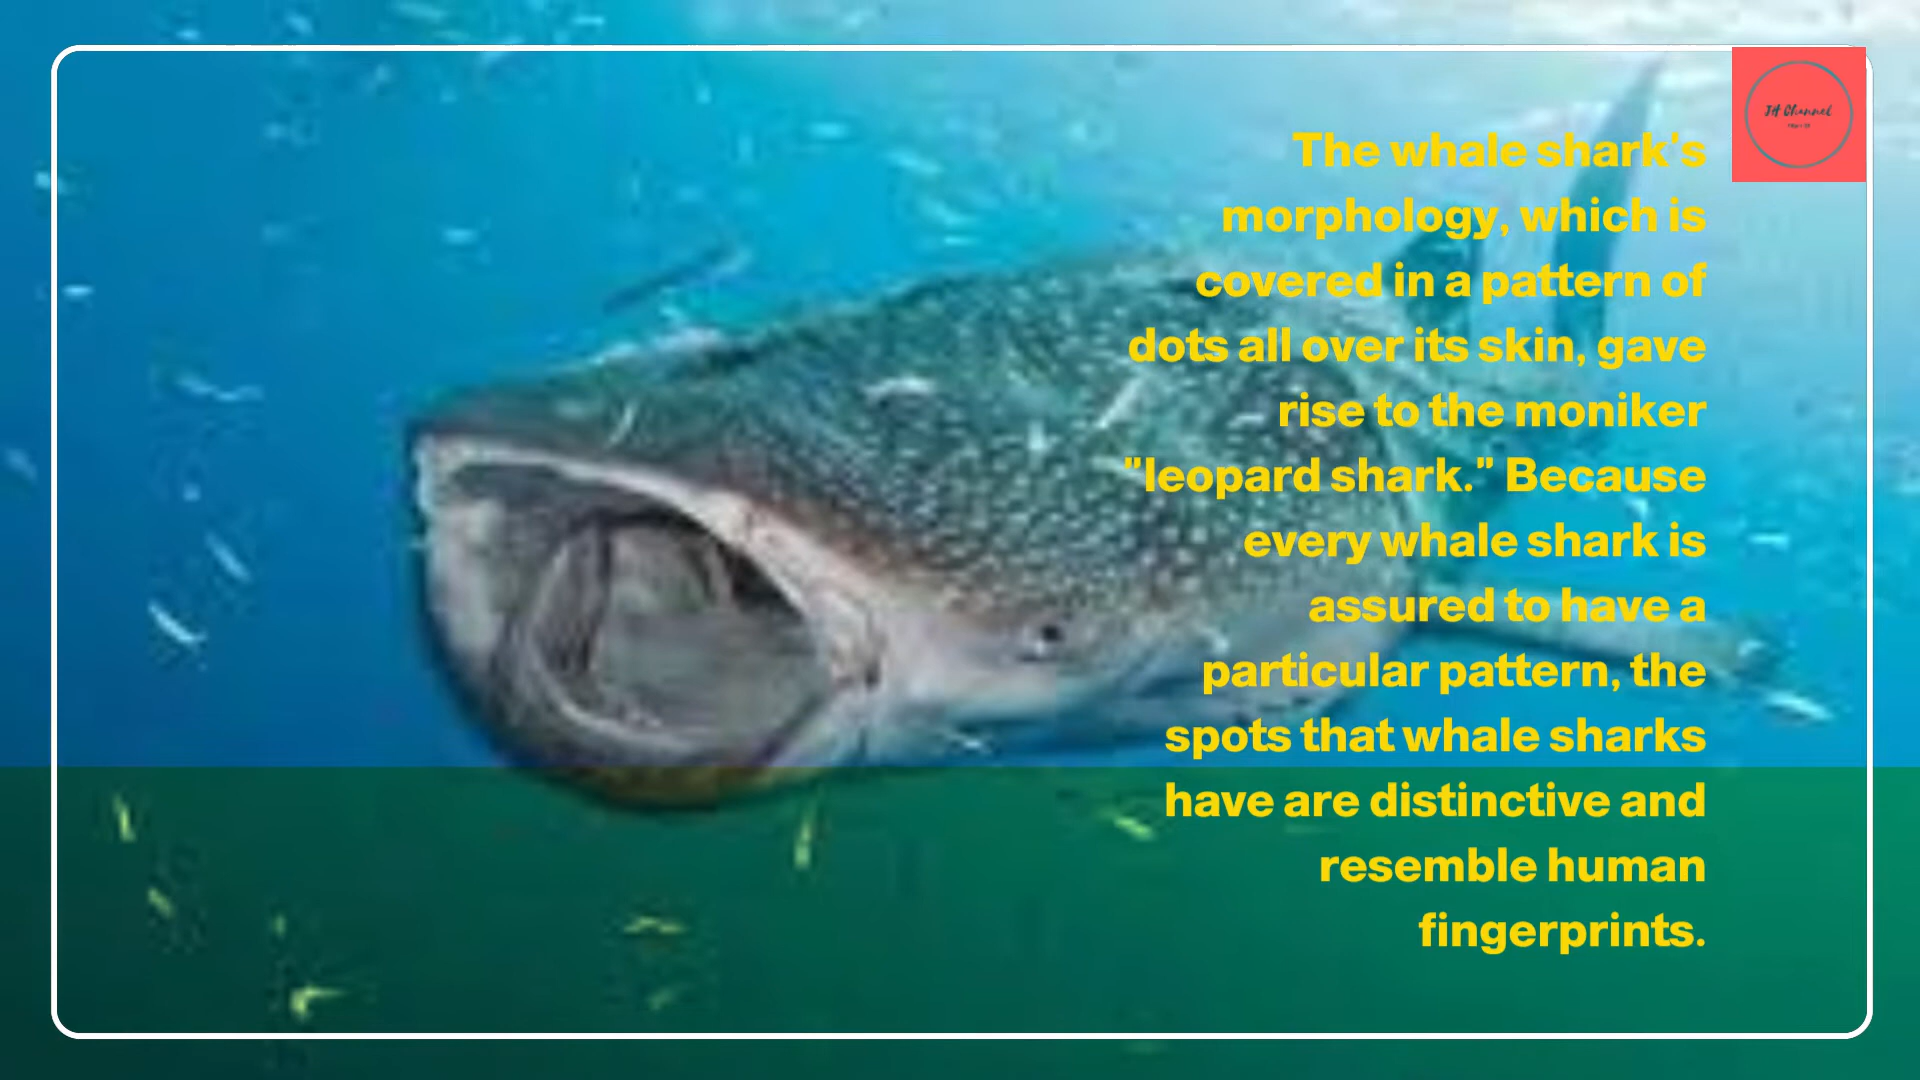 JH Channel
The whale shark's
morphology, which is
covered in a pattern of
dots all over its skin, gave
rise to the moniker
"leopard shark." Because
every whale shark is
assured to have a
particular pattern, the
spots that whale sharks
have are distinctive and
resemble human
fingerprints.